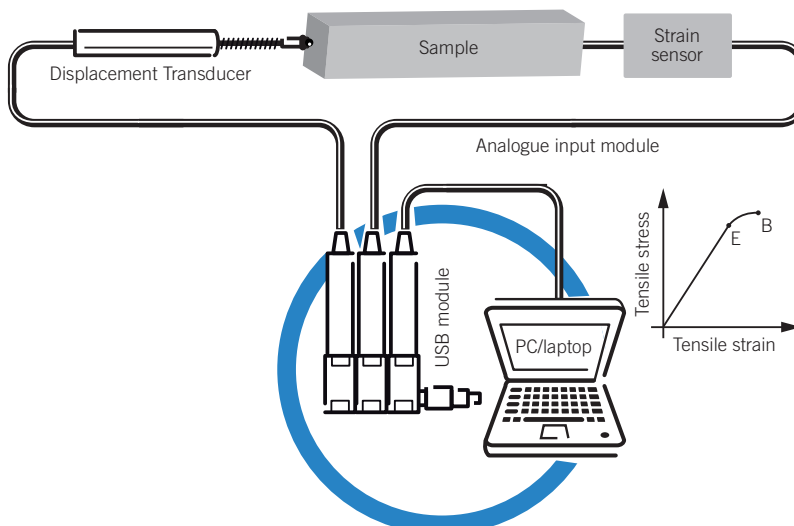 Sample
Strain
sensor
Displacement Transducer
Analogue input module
USB module
PC/laptop
Tensile stress
E
B
Tensile strain